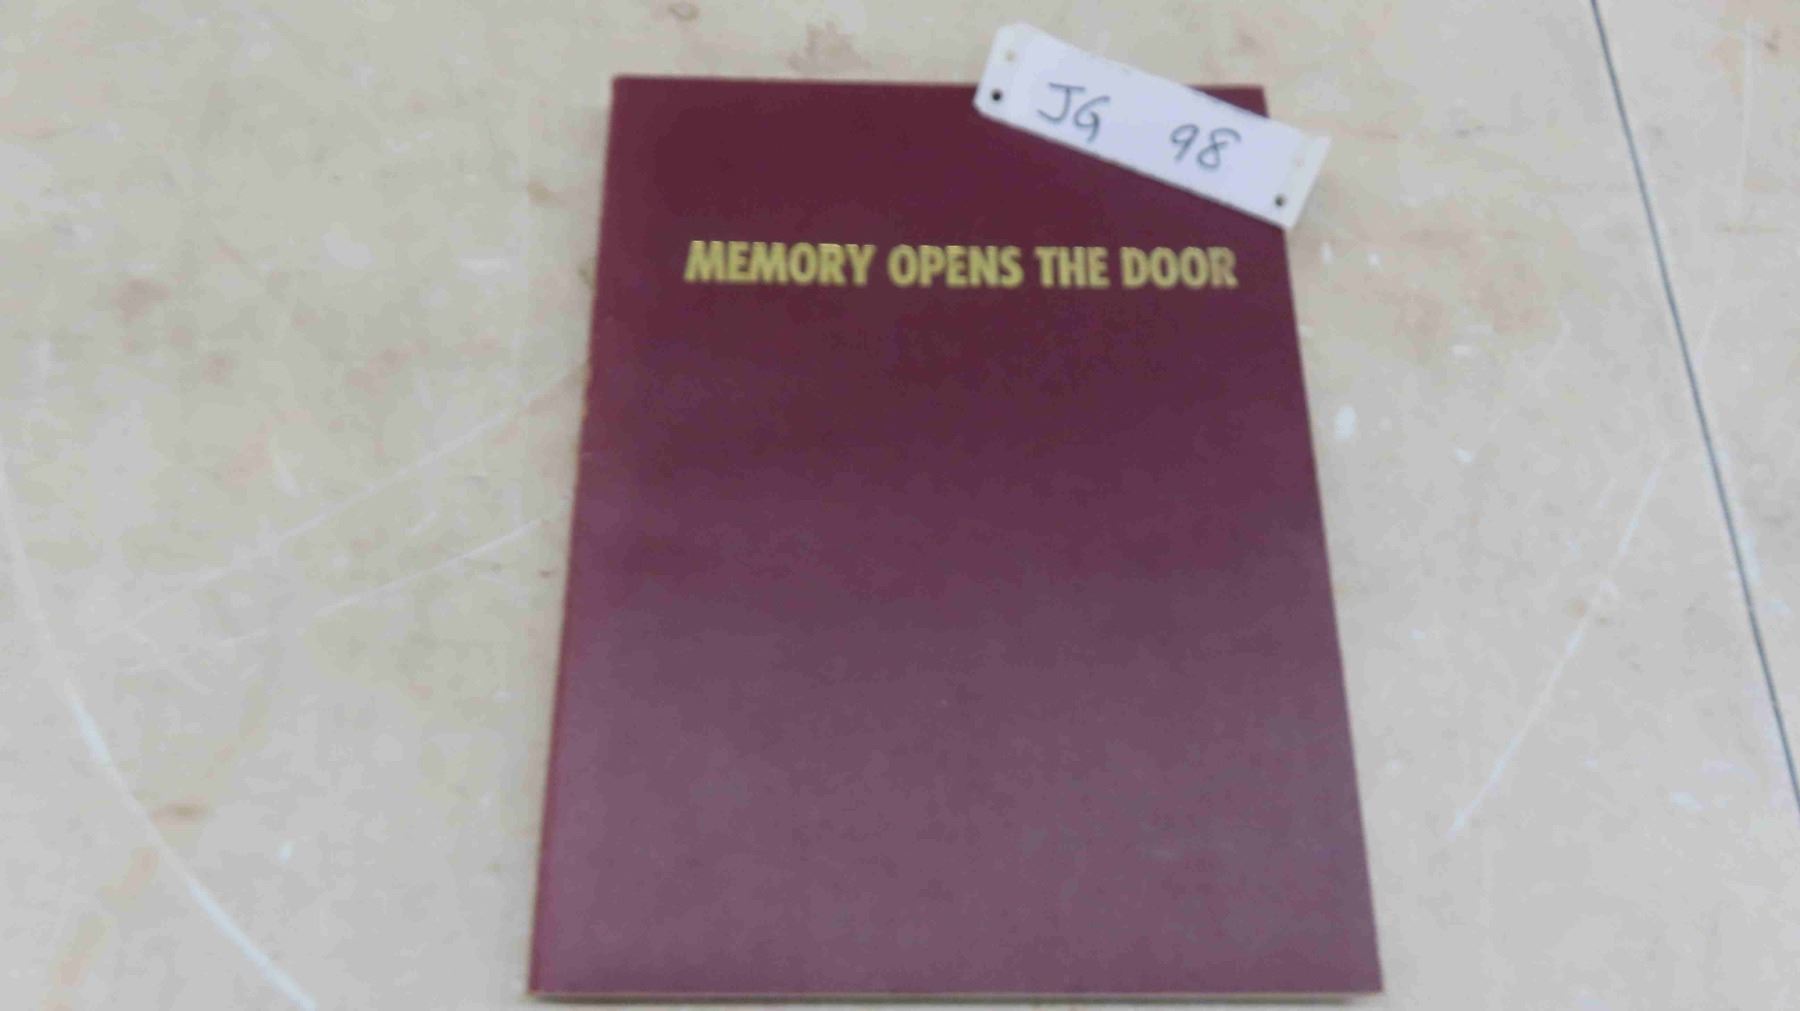 JG 98
MEMORY OPENS THE DOOR